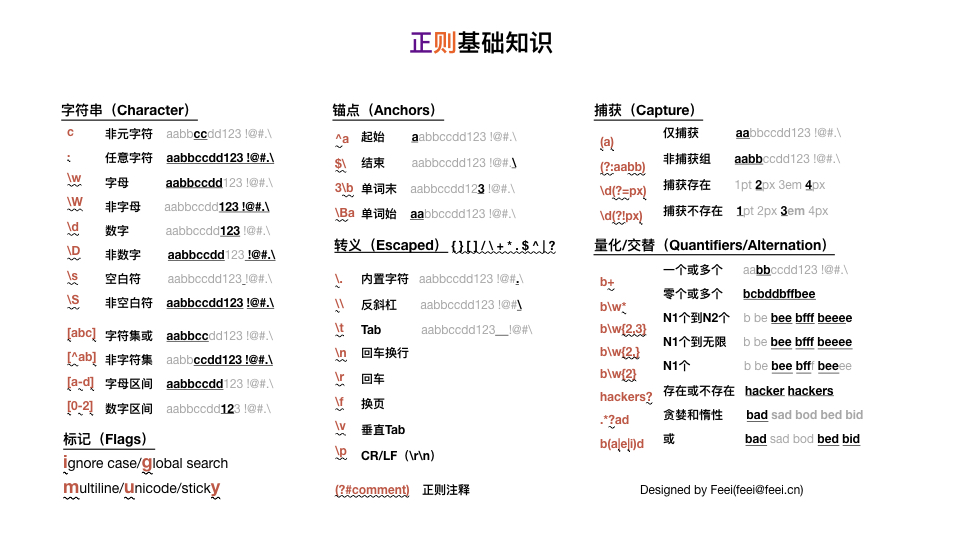 正则基础知识
字符串（Character）
c 非元字符 aabbccdd123 !@#.\
. 任意字符 aabbccdd123 !@#.\
\w 字母 aabbccdd123 !@#.\
\W 非字母 aabbccdd123 !@#.\
\d 数字 aabbccdd123 !@#.\
\D 非数字 aabbccdd123 !@#.\
\s 空白符 aabbccdd123 !@#.\
\S 非空白符 aabbccdd123 !@#.\
[abc] 字符集或 aabbccdd123 !@#.\
[^ab] 非字符集 aabbccdd123 !@#.\
[a-d] 字母区间 aabbccdd123 !@#.\
[0-2] 数字区间 aabbccdd123 !@#.\
标记（Flags）
ignore case/global search
multiline/unicode/sticky
锚点（Anchors）
^a 起始 aabbccdd123 !@#.\
$\ 结束 aabbccdd123 !@#.\
3\b 单词末 aabbccdd123 !@#.\
\Ba 单词始 aabbccdd123 !@#.\
转义（Escaped） { } [ ] / \ + * . $ ^ | ?
\. 内置字符 aabbccdd123 !@#.\
\\ 反斜杠 aabbccdd123 !@#\
\t Tab aabbccdd123__!@#/\
\n 回车换行
\r 回车
\f 换页
\v 垂直Tab
\p CR/LF（\r\n）
(?#comment) 正则注释
捕获（Capture）
(a) 仅捕获 aabbccdd123 !@#.\
(?:aabb) 非捕获组 aabbccdd123 !@#.\
\d(?=px) 捕获存在 1pt 2px 3em 4px
\d(?!px) 捕获不存在 1pt 2px 3em 4px
量化/交替（Quantifiers/Alternation）
b+ 一个或多个 aabbccdd123 !@#.\
b\w* 零个或多个 bcbddbffbee
b\w{2,3} N1个到N2个 b be bee bfff beeee
b\w{2,} N1个到无限 b be bee bfff beeee
b\w{2} N1个 b be bee bfff beeee
hackers? 存在或不存在 hacker hackers
.*?ad 贪婪和惰性 bad sad bod bed bid
b(a|e|i)d 或 bad sad bod bed bid
Designed by Feei(feei@feei.cn)